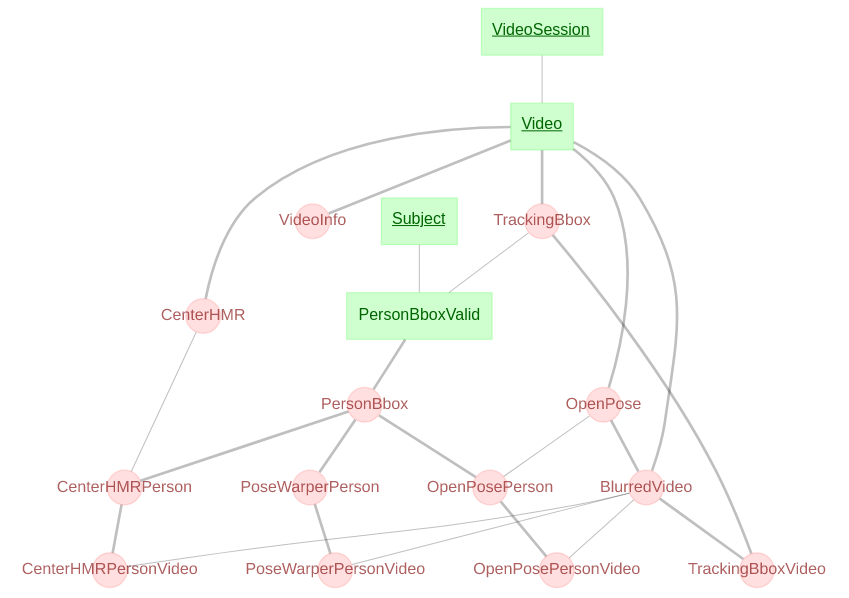 VideoSession
Video
VideoInfo
Subject
TrackingBbox
CenterHMR
PersonBboxValid
PersonBbox
OpenPose
CenterHMRPerson
PoseWarperPerson
OpenPosePerson
BlurredVideo
CenterHMRPersonVideo
PoseWarperPersonVideo
OpenPosePersonVideo
TrackingBboxVideo